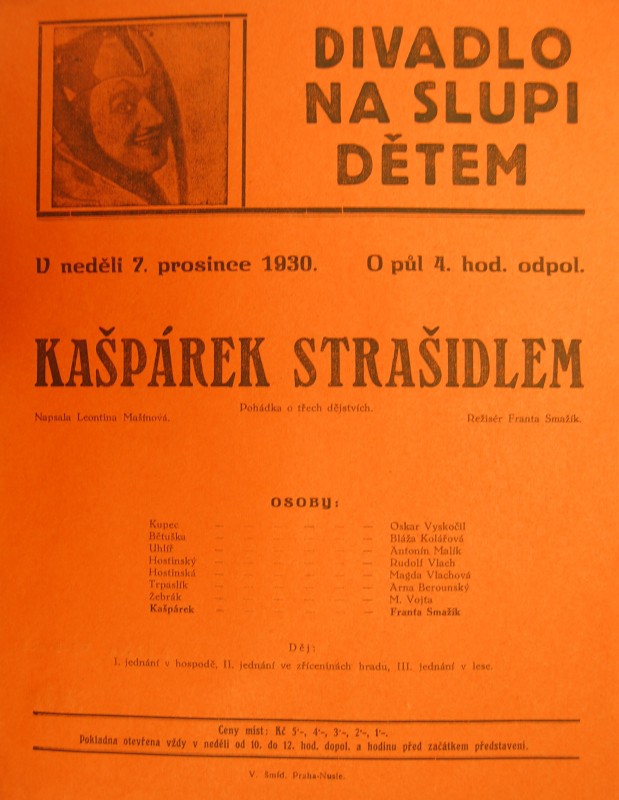 DIVADLO
NA SLUPI
DĚTEM
V neděli 7. prosince 1930. O půl 4. hod. odpol.
KAŠPÁREK STRAŠIDLEM
Pohádka o třech dějstvích.
Napsala Leontina Mašínová. Režisér Franta Smažík.
OSOBY:
Kupec — — — — — Oskar Vyskočil
Běluška — — — — — Bláža Kolářová
Uhlíř — — — — — Antonín Malík
Hostinský — — — — — Rudolf Vlach
Hostinská — — — — — Magda Vlachová
Trpaslík — — — — — Arna Berounský
Žebrák — — — — — M. Vojta
Kašpárek — — — — — Franta Smažík
Děj:
I. jednání v hospodě, II. jednání ve zříceninách hradu, III. jednání v lese.
Ceny míst: Kč 5·-, 4·-, 3·-, 2·-, 1·-.
Pokladna otevřena vždy v neděli od 10. do 12. hod. dopol. a hodinu před začátkem představení.
V. Šmíd. Praha-Nusle.